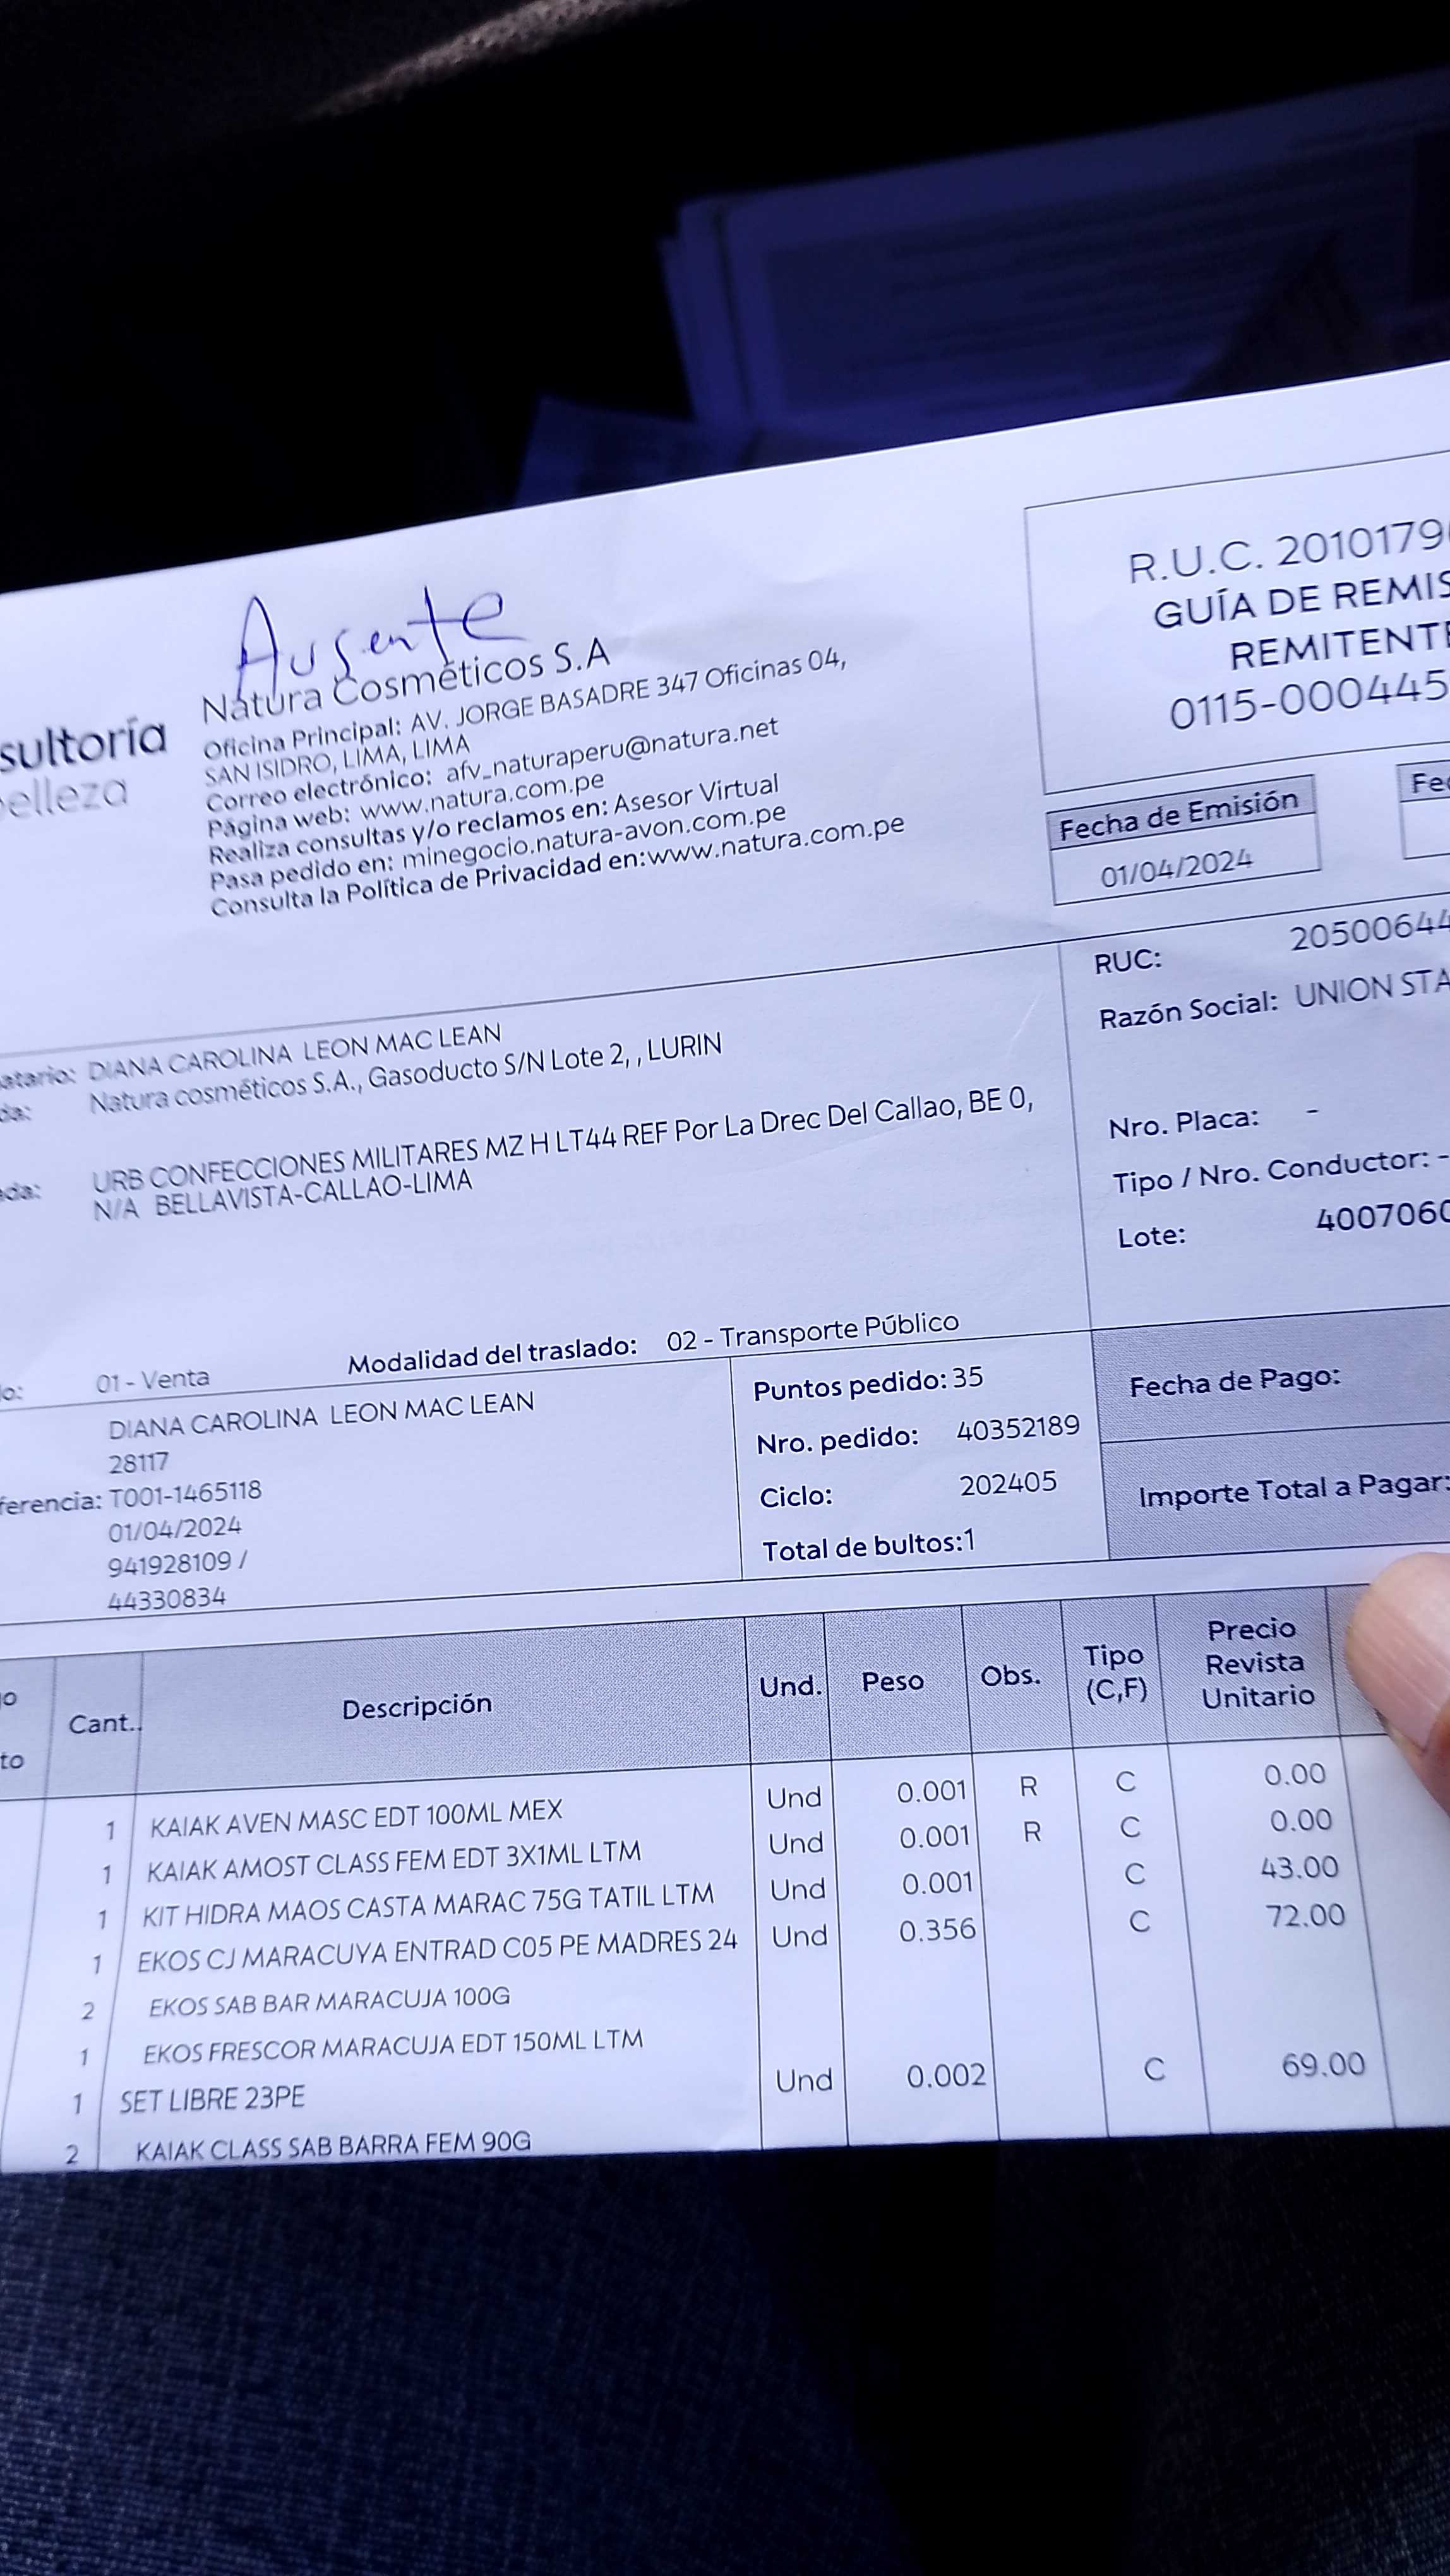 Ausente
Natura Cosméticos S.A
sultoría
elleza
Oficina Principal: AV. JORGE BASADRE 347 Oficinas 04,
SAN ISIDRO, LIMA, LIMA
Correo electrónico: afv_naturaperu@natura.net
Página web: www.natura.com.pe
Realiza consultas y/o reclamos en: Asesor Virtual
Pasa pedido en: minegocio.natura-avon.com.pe
Consulta la Política de Privacidad en:www.natura.com.pe
R.U.C. 2010179
GUÍA DE REMIS
REMITENTE
0115-000445
Fecha de Emisión
01/04/2024
Fe
atario: DIANA CAROLINA LEON MAC LEAN
da: Natura cosméticos S.A., Gasoducto S/N Lote 2, , LURIN
ada: URB CONFECCIONES MILITARES MZ H LT44 REF Por La Drec Del Callao, BE 0,
N/A BELLAVISTA-CALLAO-LIMA
RUC: 20500644
Razón Social: UNION STA
Nro. Placa: -
Tipo / Nro. Conductor: -
Lote: 4007060
o: 01 - Venta Modalidad del traslado: 02 - Transporte Público
DIANA CAROLINA LEON MAC LEAN
28117
ferencia: T001-1465118
01/04/2024
941928109 /
44330834
Puntos pedido: 35
Nro. pedido: 40352189
Ciclo: 202405
Total de bultos:1
Fecha de Pago:
Importe Total a Pagar:
o
to
Cant.. Descripción Und. Peso Obs. Tipo (C,F) Precio Revista Unitario
1 KAIAK AVEN MASC EDT 100ML MEX Und 0.001 R C 0.00
1 KAIAK AMOST CLASS FEM EDT 3X1ML LTM Und 0.001 R C 0.00
1 KIT HIDRA MAOS CASTA MARAC 75G TATIL LTM Und 0.001 C 43.00
1 EKOS CJ MARACUYA ENTRAD C05 PE MADRES 24 Und 0.356 C 72.00
2 EKOS SAB BAR MARACUJA 100G
1 EKOS FRESCOR MARACUJA EDT 150ML LTM
1 SET LIBRE 23PE Und 0.002 C 69.00
2 KAIAK CLASS SAB BARRA FEM 90G